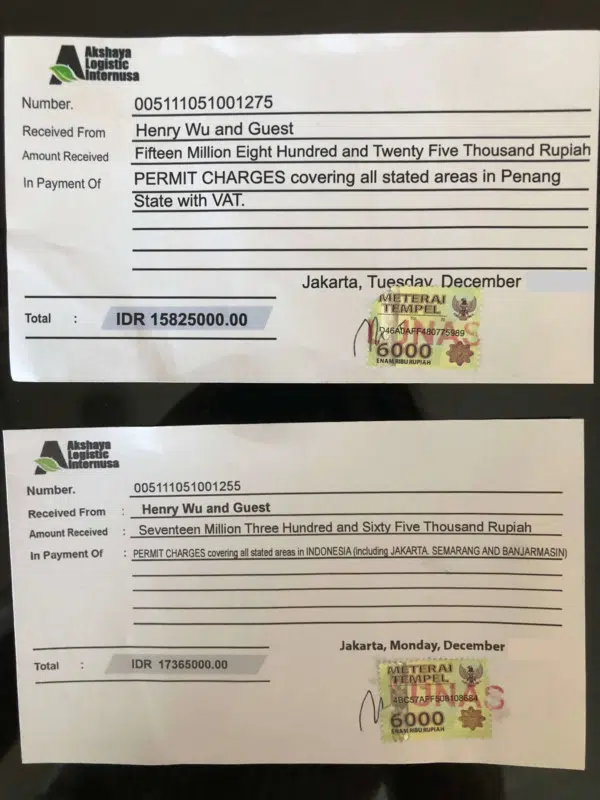 Akshaya
Logistic
Internusa
Number. 005111051001275
Received From Henry Wu and Guest
Amount Received Fifteen Million Eight Hundred and Twenty Five Thousand Rupiah
In Payment Of PERMIT CHARGES covering all stated areas in Penang
State with VAT.
Jakarta, Tuesday, December
METERAI
TEMPEL
LUNAS
D46A0AFF480775989
6000
ENAM RIBU RUPIAH
Total : IDR 15825000.00
Akshaya
Logistic
Internusa
Number. 005111051001255
Received From : Henry Wu and Guest
Amount Received : Seventeen Million Three Hundred and Sixty Five Thousand Rupiah
In Payment Of : PERMIT CHARGES covering all stated areas in INDONESIA (including JAKARTA. SEMARANG AND BANJARMASIN)
Jakarta, Monday, December
METERAI
TEMPEL
LUNAS
6000
ENAM RIBU RUPIAH
Total : IDR 17365000.00